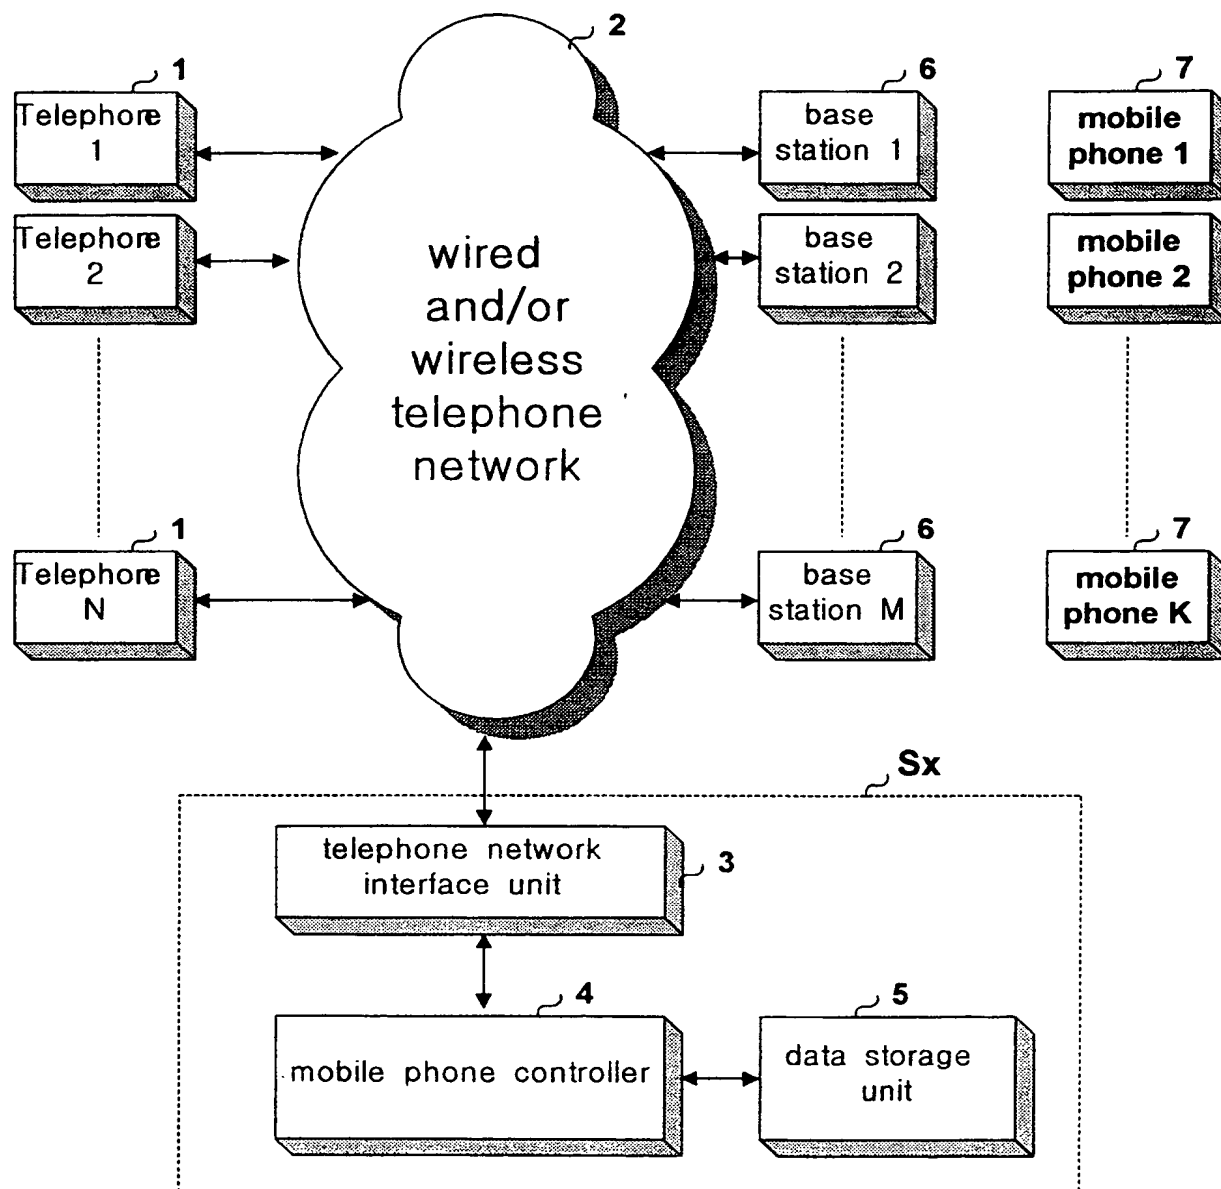 2
1
6
7
Telephone
1
base
station 1
mobile
phone 1
Telephone
2
base
station 2
mobile
phone 2
wired
and/or
wireless
telephone
network
1
6
7
Telephone
N
base
station M
mobile
phone K
Sx
telephone network
interface unit
3
4
5
mobile phone controller
data storage
unit